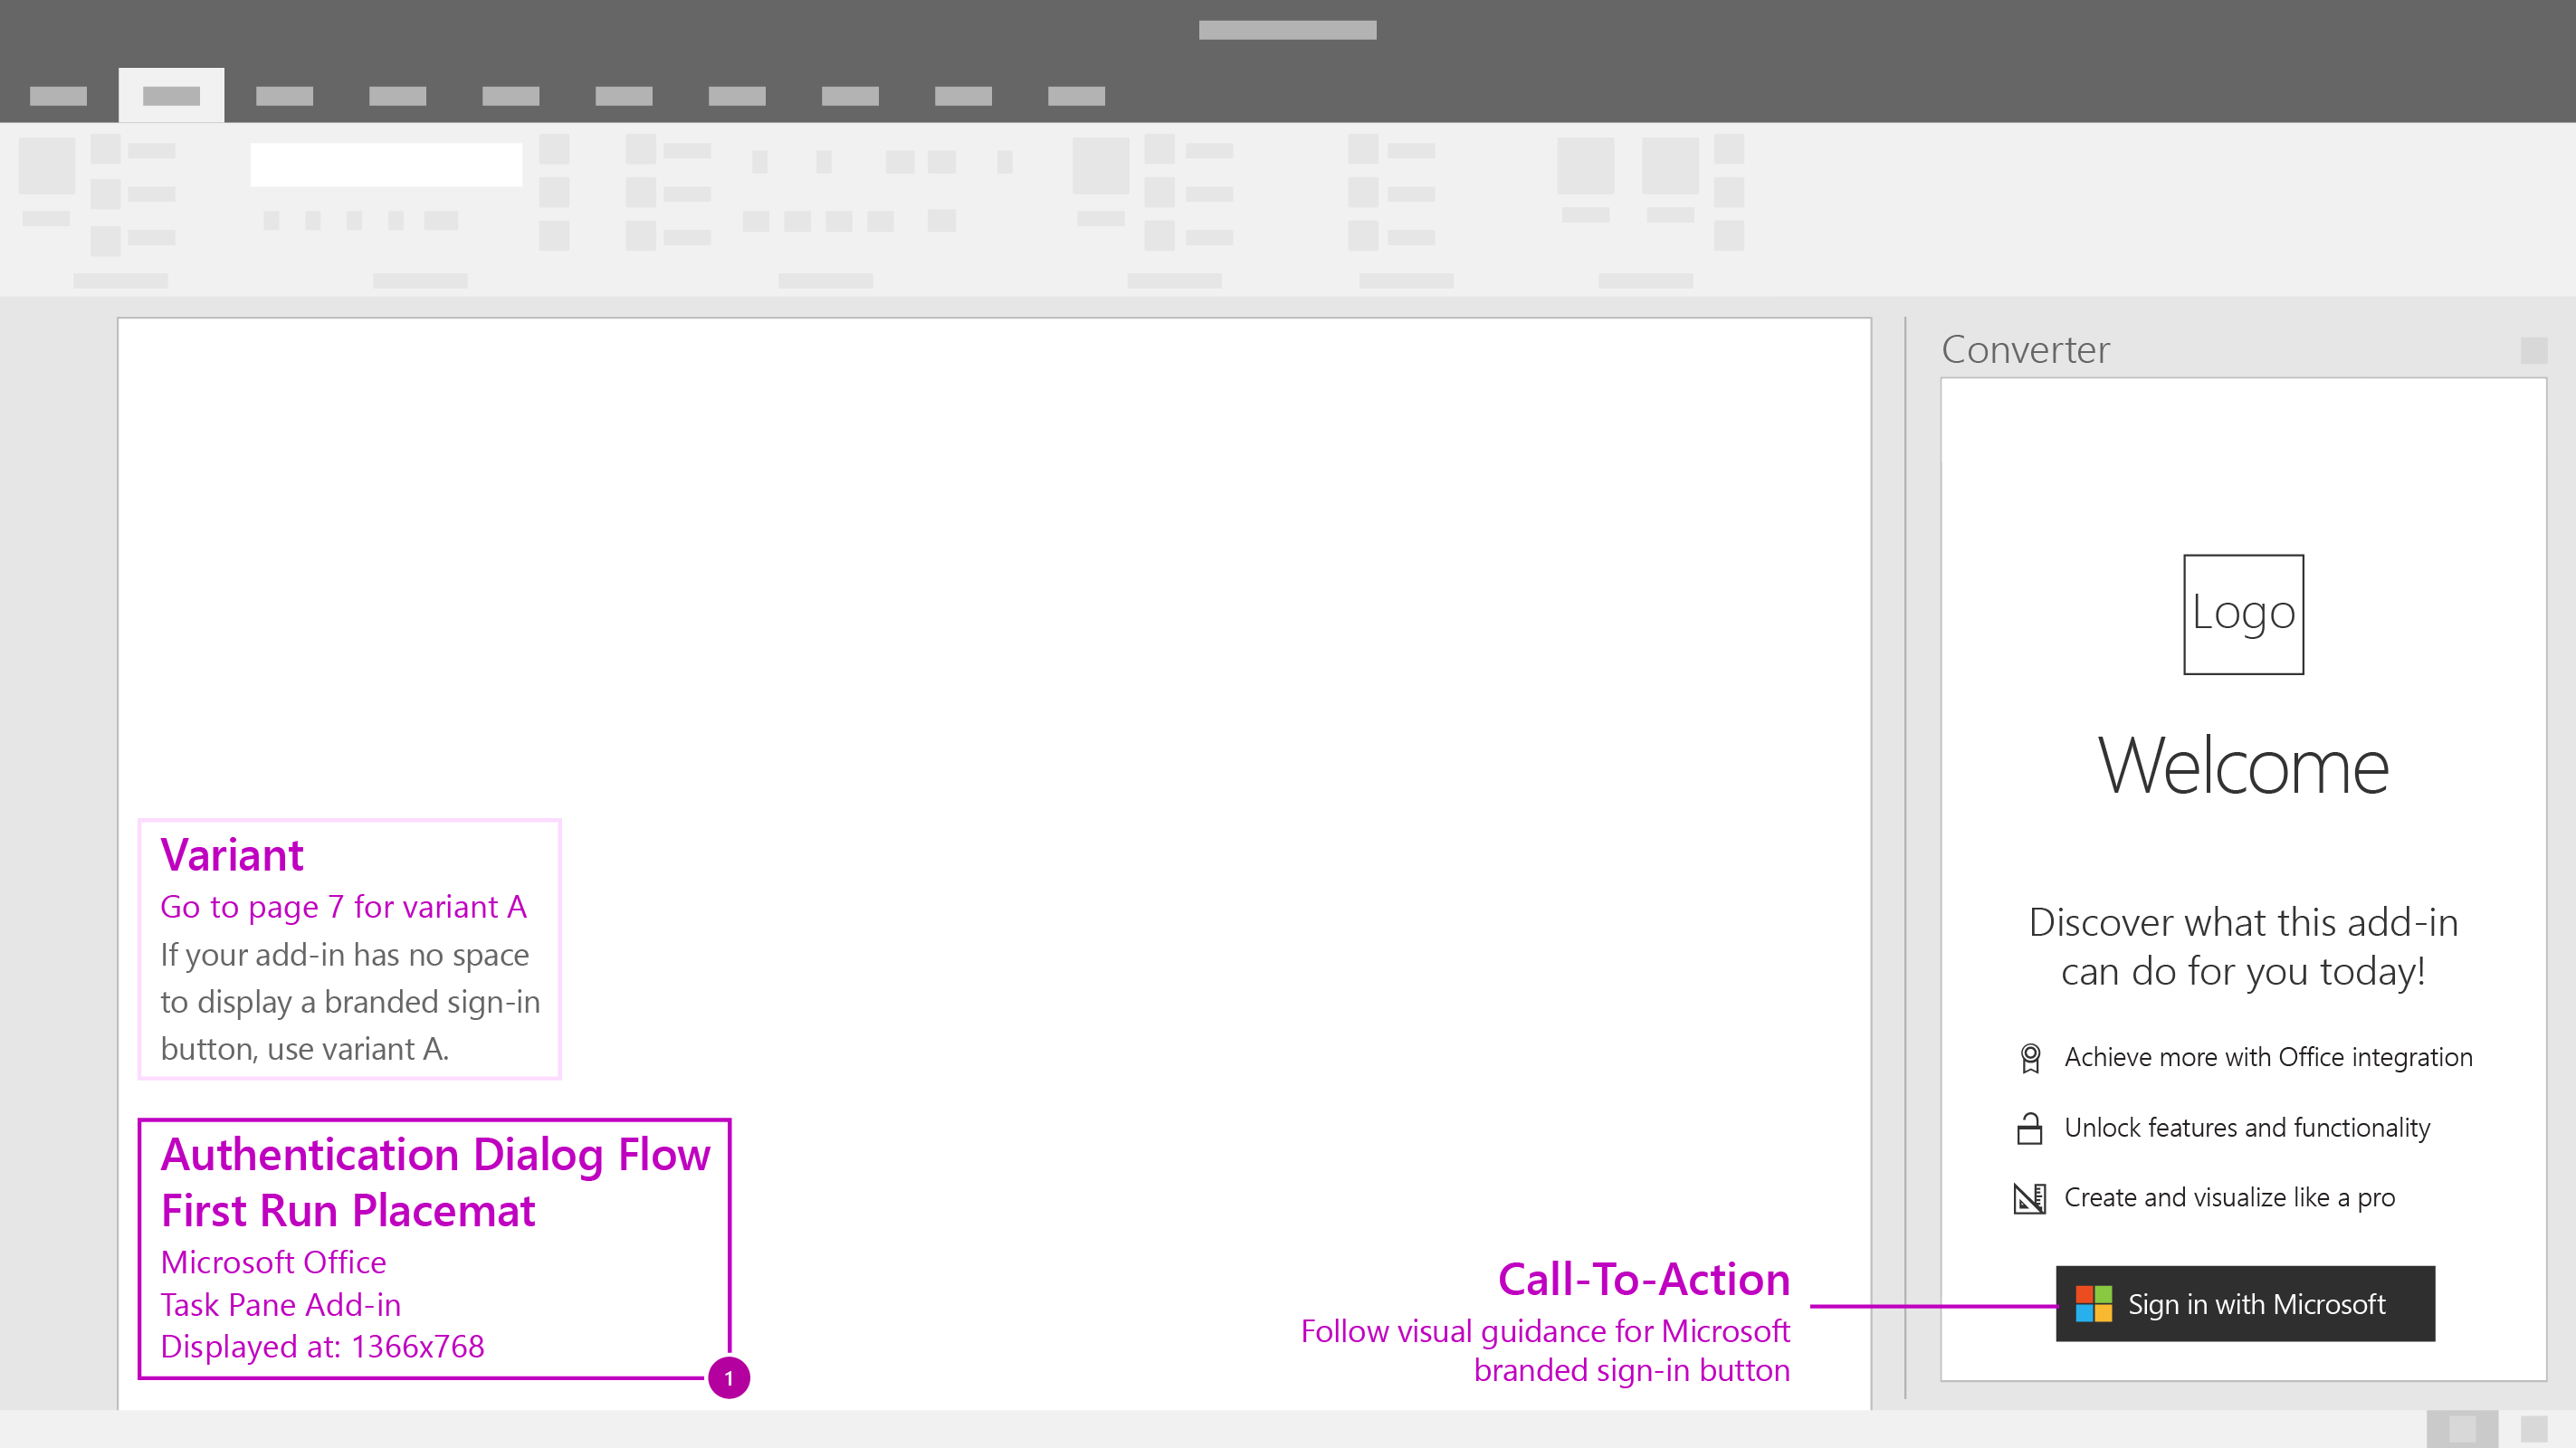 Converter
Logo
Welcome
Discover what this add-in
can do for you today!
Achieve more with Office integration
Unlock features and functionality
Create and visualize like a pro
Sign in with Microsoft
Variant
Go to page 7 for variant A
If your add-in has no space
to display a branded sign-in
button, use variant A.
Authentication Dialog Flow
First Run Placemat
Microsoft Office
Task Pane Add-in
Displayed at: 1366x768
1
Call-To-Action
Follow visual guidance for Microsoft
branded sign-in button